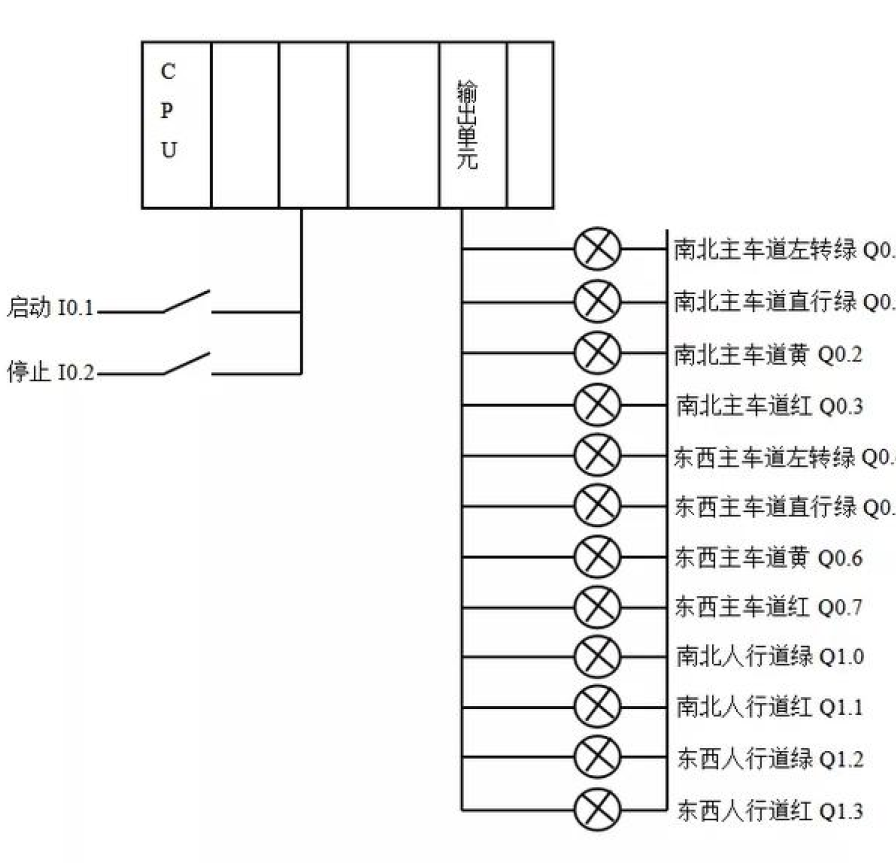 C
P
U
输出单元
启动 I0.1
停止 I0.2
南北主车道左转绿 Q0.
南北主车道直行绿 Q0.
南北主车道黄 Q0.2
南北主车道红 Q0.3
东西主车道左转绿 Q0.
东西主车道直行绿 Q0.
东西主车道黄 Q0.6
东西主车道红 Q0.7
南北人行道绿 Q1.0
南北人行道红 Q1.1
东西人行道绿 Q1.2
东西人行道红 Q1.3